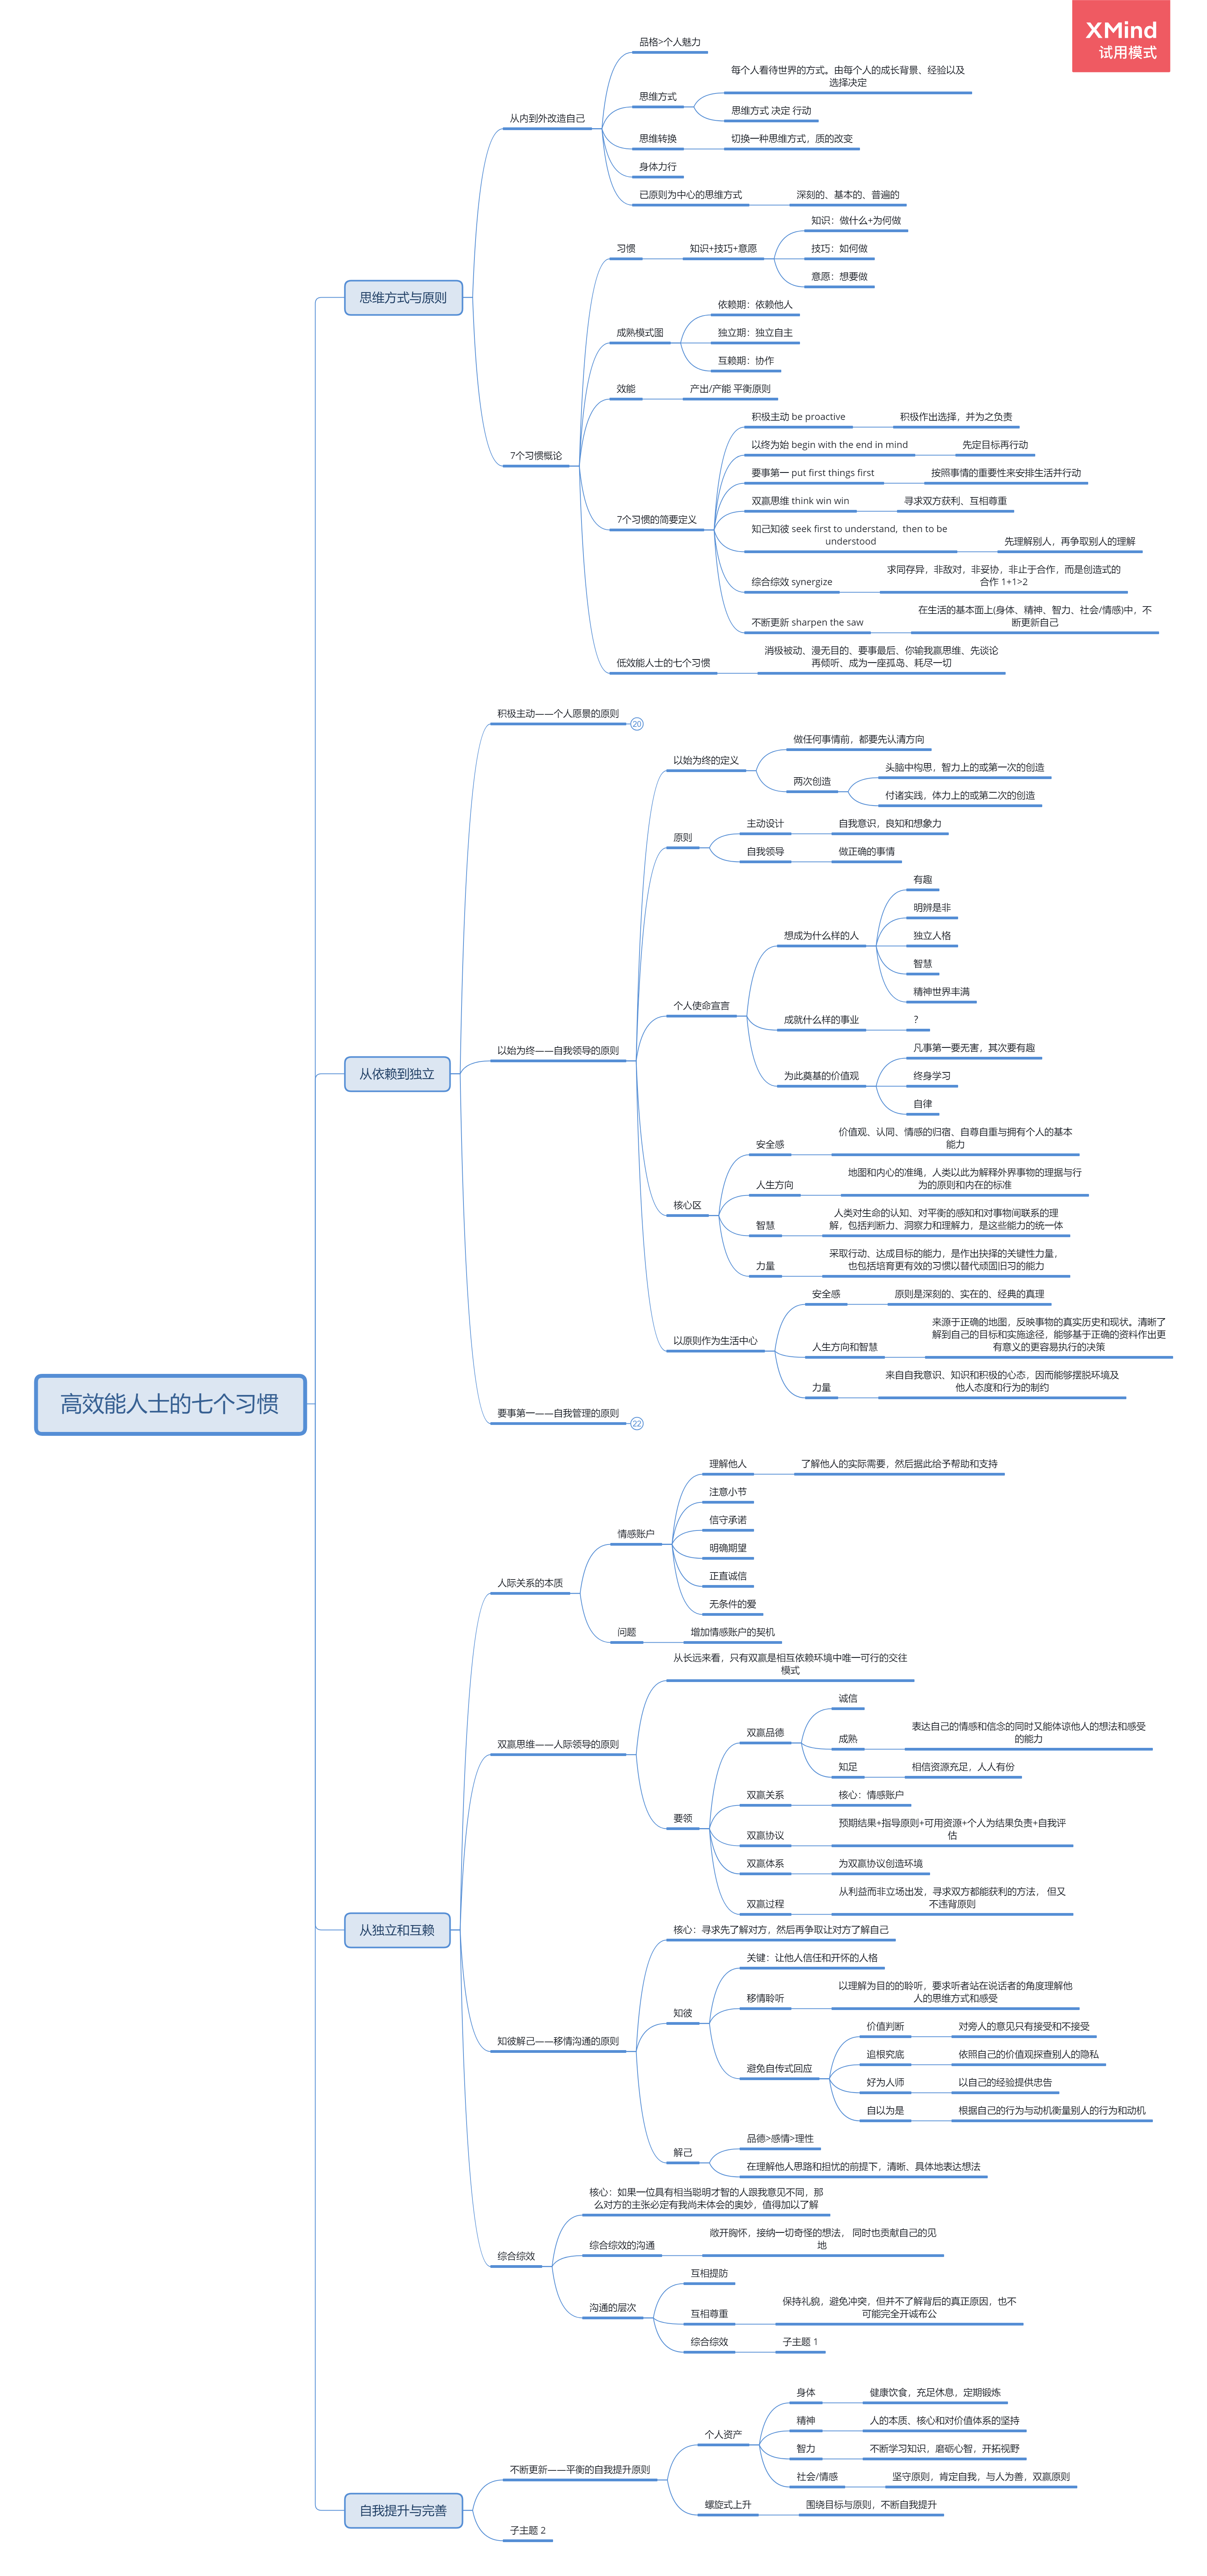 XMind
试用模式
高效能人士的七个习惯
思维方式与原则
从内到外改造自己
品格>个人魅力
思维方式
每个人看待世界的方式。由每个人的成长背景、经验以及
选择决定
思维方式 决定 行动
思维转换
切换一种思维方式，质的改变
身体力行
已原则为中心的思维方式
深刻的、基本的、普遍的
7个习惯概论
习惯
知识+技巧+意愿
知识：做什么+为何做
技巧：如何做
意愿：想要做
成熟模式图
依赖期：依赖他人
独立期：独立自主
互赖期：协作
效能
产出/产能 平衡原则
7个习惯的简要定义
积极主动 be proactive
积极作出选择，并为之负责
以终为始 begin with the end in mind
先定目标再行动
要事第一 put first things first
按照事情的重要性来安排生活并行动
双赢思维 think win win
寻求双方获利、互相尊重
知己知彼 seek first to understand, then to be
understood
先理解别人，再争取别人的理解
综合综效 synergize
求同存异，非敌对，非妥协，非止于合作，而是创造式的
合作 1+1>2
不断更新 sharpen the saw
在生活的基本面上(身体、精神、智力、社会/情感)中，不
断更新自己
低效能人士的七个习惯
消极被动、漫无目的、要事最后、你输我赢思维、先谈论
再倾听、成为一座孤岛、耗尽一切
从依赖到独立
积极主动——个人愿景的原则
20
以始为终——自我领导的原则
以始为终的定义
做任何事情前，都要先认清方向
两次创造
头脑中构思，智力上的或第一次的创造
付诸实践，体力上的或第二次的创造
原则
主动设计
自我意识，良知和想象力
自我领导
做正确的事情
个人使命宣言
想成为什么样的人
有趣
明辨是非
独立人格
智慧
精神世界丰满
成就什么样的事业
？
为此奠基的价值观
凡事第一要无害，其次要有趣
终身学习
自律
核心区
安全感
价值观、认同、情感的归宿、自尊自重与拥有个人的基本
能力
人生方向
地图和内心的准绳，人类以此为解释外界事物的理据与行
为的原则和内在的标准
智慧
人类对生命的认知、对平衡的感知和对事物间联系的理
解，包括判断力、洞察力和理解力，是这些能力的统一体
力量
采取行动、达成目标的能力，是作出抉择的关键性力量，
也包括培育更有效的习惯以替代顽固旧习的能力
以原则作为生活中心
安全感
原则是深刻的、实在的、经典的真理
人生方向和智慧
来源于正确的地图，反映事物的真实历史和现状。清晰了
解到自己的目标和实施途径，能够基于正确的资料作出更
有意义的更容易执行的决策
力量
来自自我意识、知识和积极的心态，因而能够摆脱环境及
他人态度和行为的制约
要事第一——自我管理的原则
22
从独立和互赖
人际关系的本质
情感账户
理解他人
了解他人的实际需要，然后据此给予帮助和支持
注意小节
信守承诺
明确期望
正直诚信
无条件的爱
问题
增加情感账户的契机
双赢思维——人际领导的原则
从长远来看，只有双赢是相互依赖环境中唯一可行的交往
模式
要领
双赢品德
诚信
成熟
表达自己的情感和信念的同时又能体谅他人的想法和感受
的能力
知足
相信资源充足，人人有份
双赢关系
核心：情感账户
双赢协议
预期结果+指导原则+可用资源+个人为结果负责+自我评
估
双赢体系
为双赢协议创造环境
双赢过程
从利益而非立场出发，寻求双方都能获利的方法， 但又
不违背原则
知彼解己——移情沟通的原则
核心：寻求先了解对方，然后再争取让对方了解自己
知彼
关键：让他人信任和开怀的人格
移情聆听
以理解为目的的聆听，要求听者站在说话者的角度理解他
人的思维方式和感受
避免自传式回应
价值判断
对旁人的意见只有接受和不接受
追根究底
依照自己的价值观探查别人的隐私
好为人师
以自己的经验提供忠告
自以为是
根据自己的行为与动机衡量别人的行为和动机
解己
品德>感情>理性
在理解他人思路和担忧的前提下，清晰、具体地表达想法
综合综效
核心：如果一位具有相当聪明才智的人跟我意见不同，那
么对方的主张必定有我尚未体会的奥妙，值得加以了解
综合综效的沟通
敞开胸怀，接纳一切奇怪的想法， 同时也贡献自己的见
地
沟通的层次
互相提防
互相尊重
保持礼貌，避免冲突，但并不了解背后的真正原因，也不
可能完全开诚布公
综合综效
子主题 1
自我提升与完善
不断更新——平衡的自我提升原则
个人资产
身体
健康饮食，充足休息，定期锻炼
精神
人的本质、核心和对价值体系的坚持
智力
不断学习知识，磨砺心智，开拓视野
社会/情感
坚守原则，肯定自我，与人为善，双赢原则
螺旋式上升
围绕目标与原则，不断自我提升
子主题 2